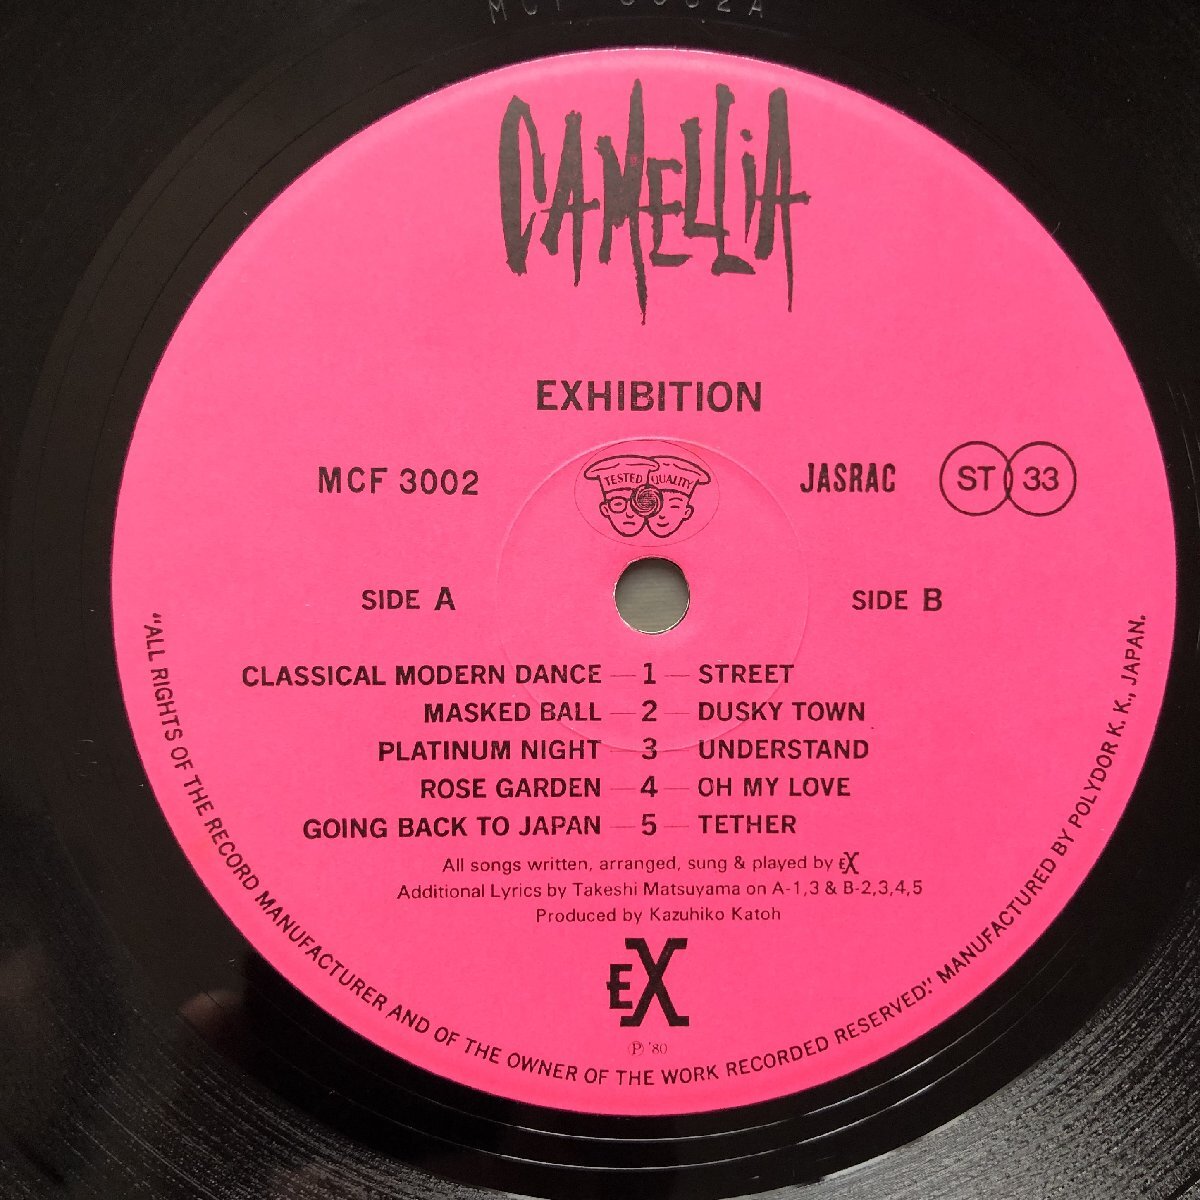 CAMELLiA
EXHIBITION
MCF 3002
TESTED QUALITY
JASRAC
ST 33
SIDE A
SIDE B
CLASSICAL MODERN DANCE — 1 — STREET
MASKED BALL — 2 — DUSKY TOWN
PLATINUM NIGHT — 3 — UNDERSTAND
ROSE GARDEN — 4 — OH MY LOVE
GOING BACK TO JAPAN — 5 — TETHER
All songs written, arranged, sung & played by EX
Additional Lyrics by Takeshi Matsuyama on A-1,3 & B-2,3,4,5
Produced by Kazuhiko Katoh
EX
Ⓟ '80
"ALL RIGHTS OF THE RECORD MANUFACTURER AND OF THE OWNER OF THE WORK RECORDED RESERVED." MANUFACTURED BY POLYDOR K. K., JAPAN.